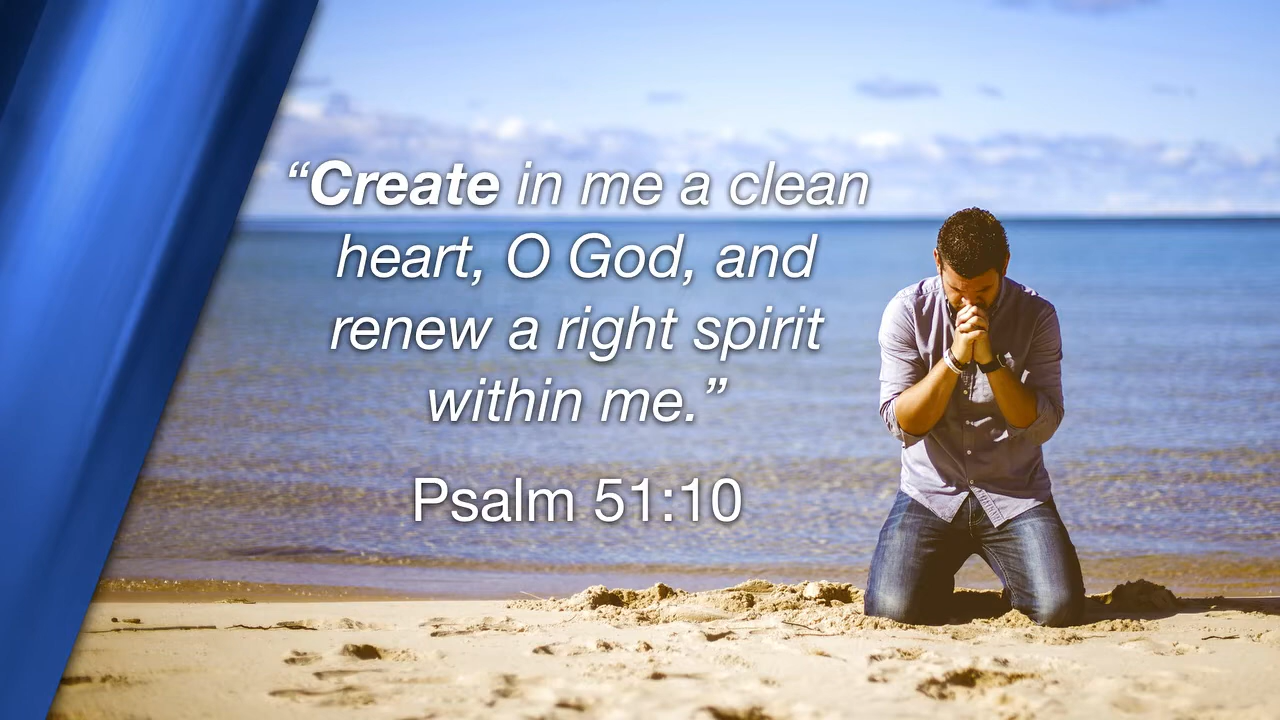 “Create in me a clean
heart, O God, and
renew a right spirit
within me.”
Psalm 51:10